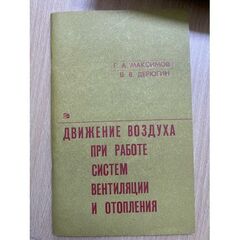 Г. А. МАКСИМОВ
В. В. ДЕРЮГИН
ДВИЖЕНИЕ ВОЗДУХА
ПРИ РАБОТЕ
СИСТЕМ
ВЕНТИЛЯЦИИ
И ОТОПЛЕНИЯ